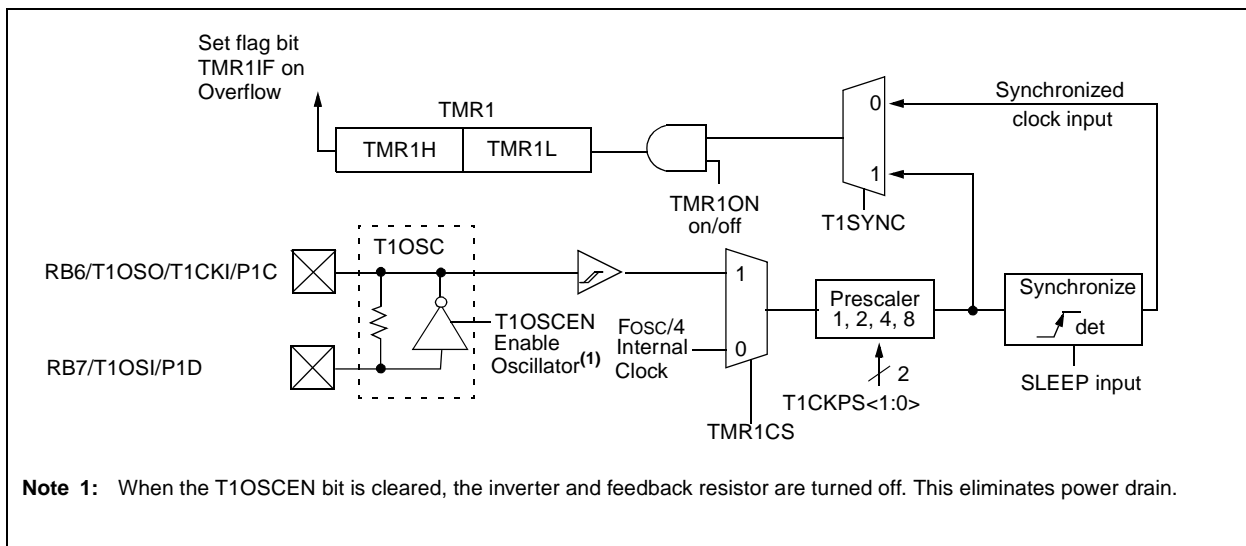 Set flag bit
TMR1IF on
Overflow
TMR1
TMR1H
TMR1L
TMR1ON
on/off
0
1
T1SYNC
Synchronized
clock input
RB6/T1OSO/T1CKI/P1C
T1OSC
RB7/T1OSI/P1D
T1OSCEN
Enable
Oscillator(1)
FOSC/4
Internal
Clock
1
0
TMR1CS
Prescaler
1, 2, 4, 8
2
T1CKPS<1:0>
Synchronize
det
SLEEP input
Note 1: When the T1OSCEN bit is cleared, the inverter and feedback resistor are turned off. This eliminates power drain.